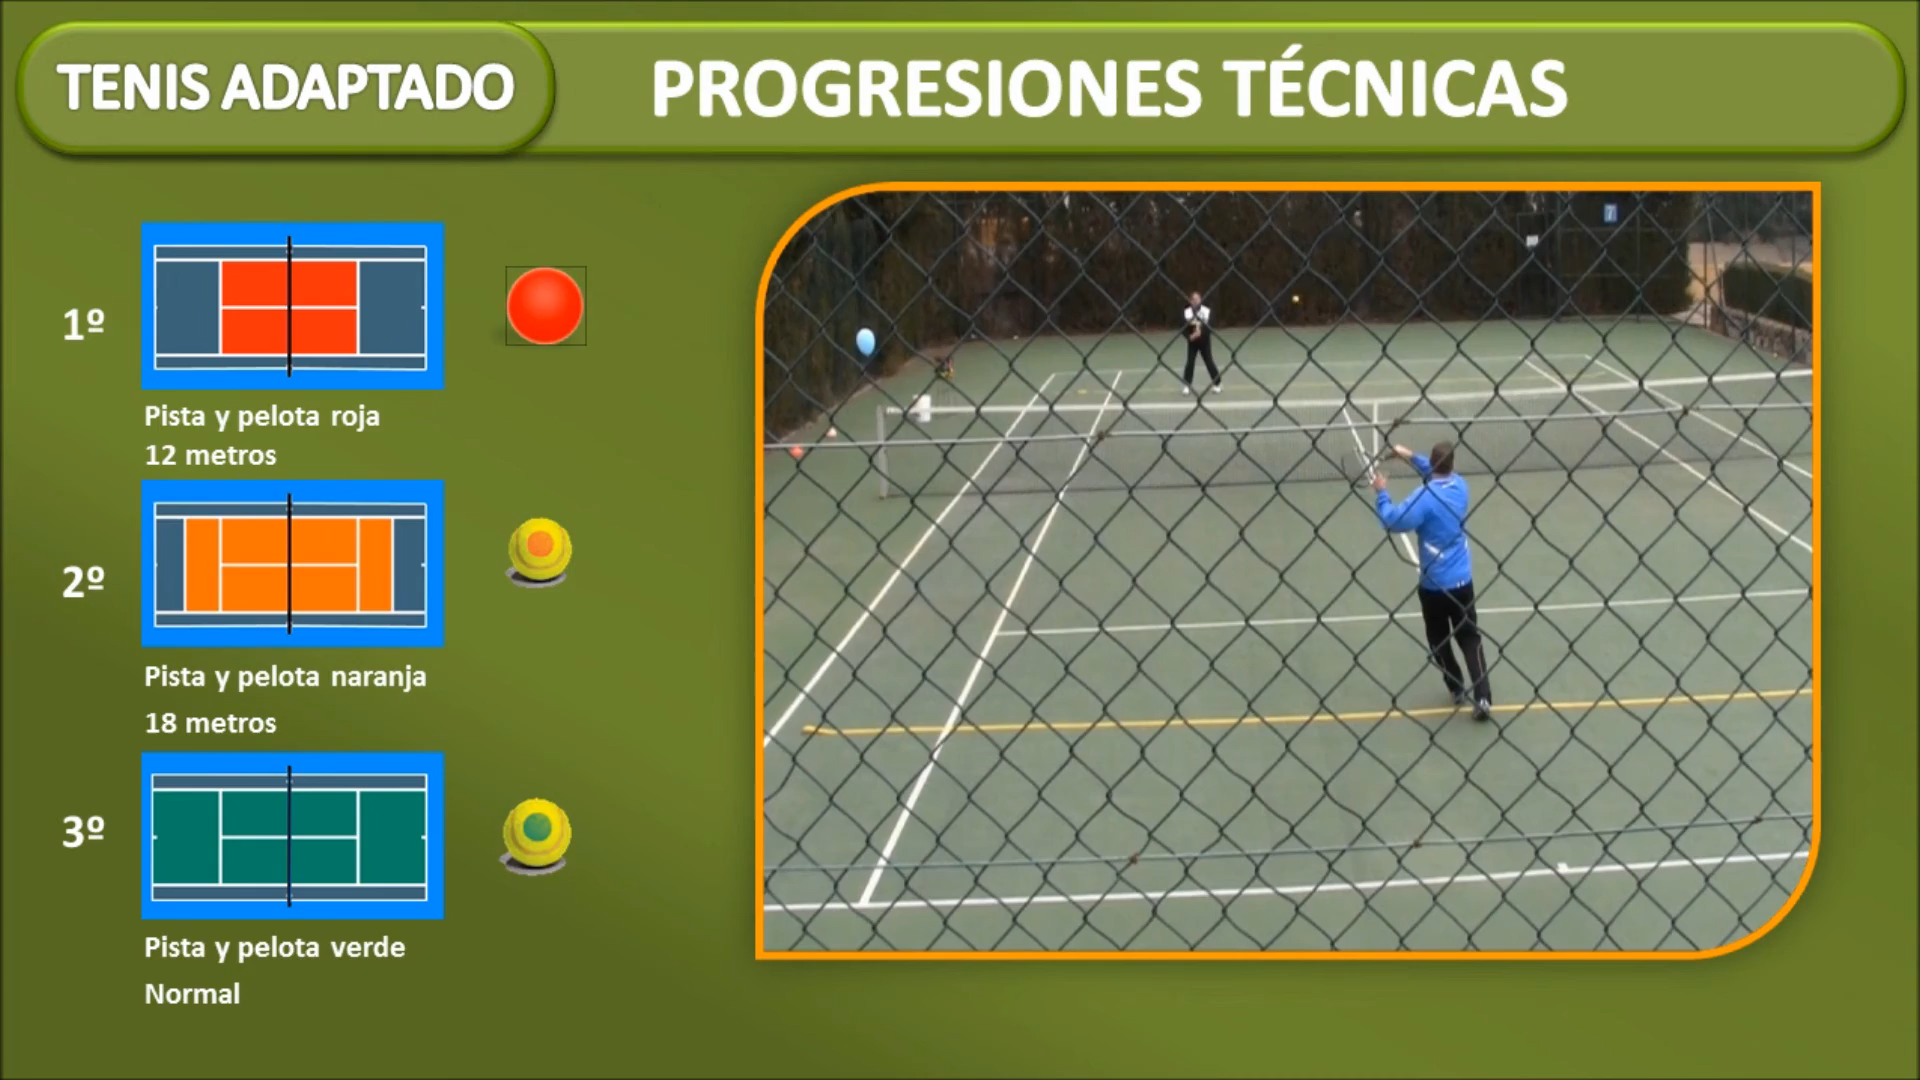 TENIS ADAPTADO
PROGRESIONES TÉCNICAS
1º
Pista y pelota roja
12 metros
2º
Pista y pelota naranja
18 metros
3º
Pista y pelota verde
Normal
7